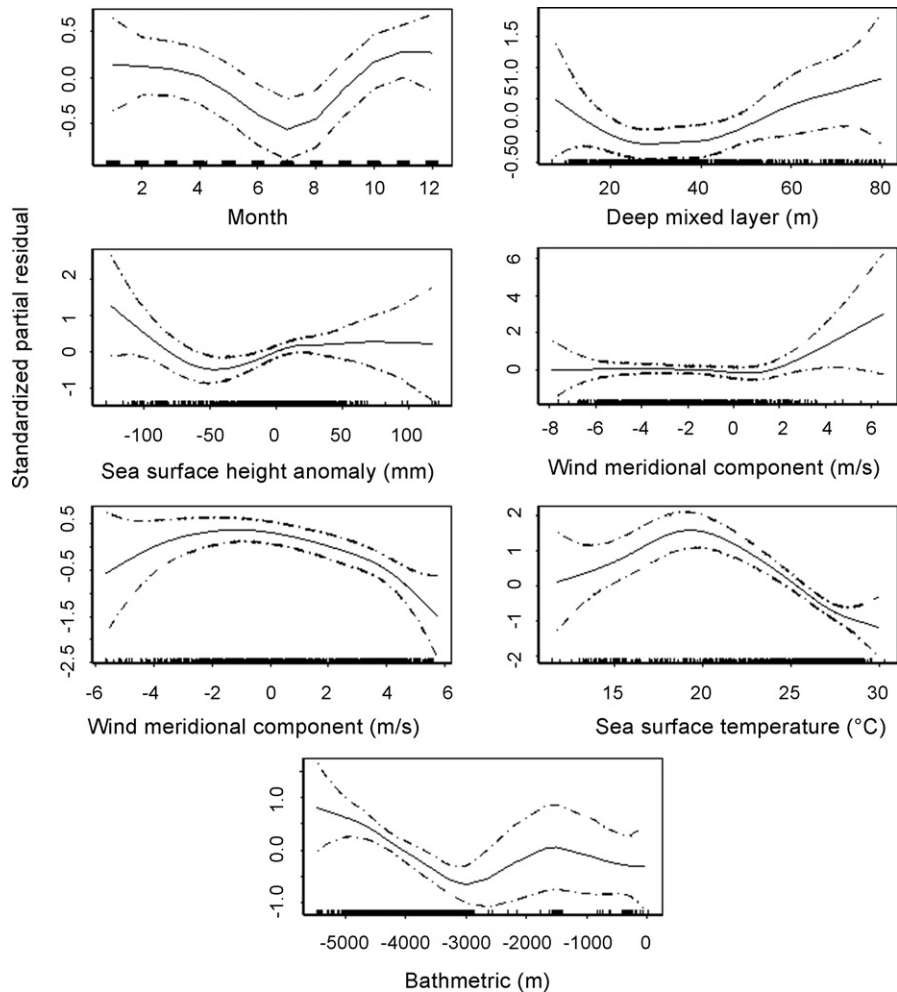 Standardized partial residual
0.5
0.0
-0.5
2 4 6 8 10 12
Month
1.5
51.0
0.0
-0.50
20 40 60 80
Deep mixed layer (m)
2
1
0
-1
-100 -50 0 50 100
Sea surface height anomaly (mm)
6
4
2
0
-8 -6 -4 -2 0 2 4 6
Wind meridional component (m/s)
0.5
-0.5
-1.5
-2.5
-6 -4 -2 0 2 4 6
Wind meridional component (m/s)
2
1
0
-1
-2
15 20 25 30
Sea surface temperature (°C)
1.0
0.0
-1.0
-5000 -4000 -3000 -2000 -1000 0
Bathmetric (m)